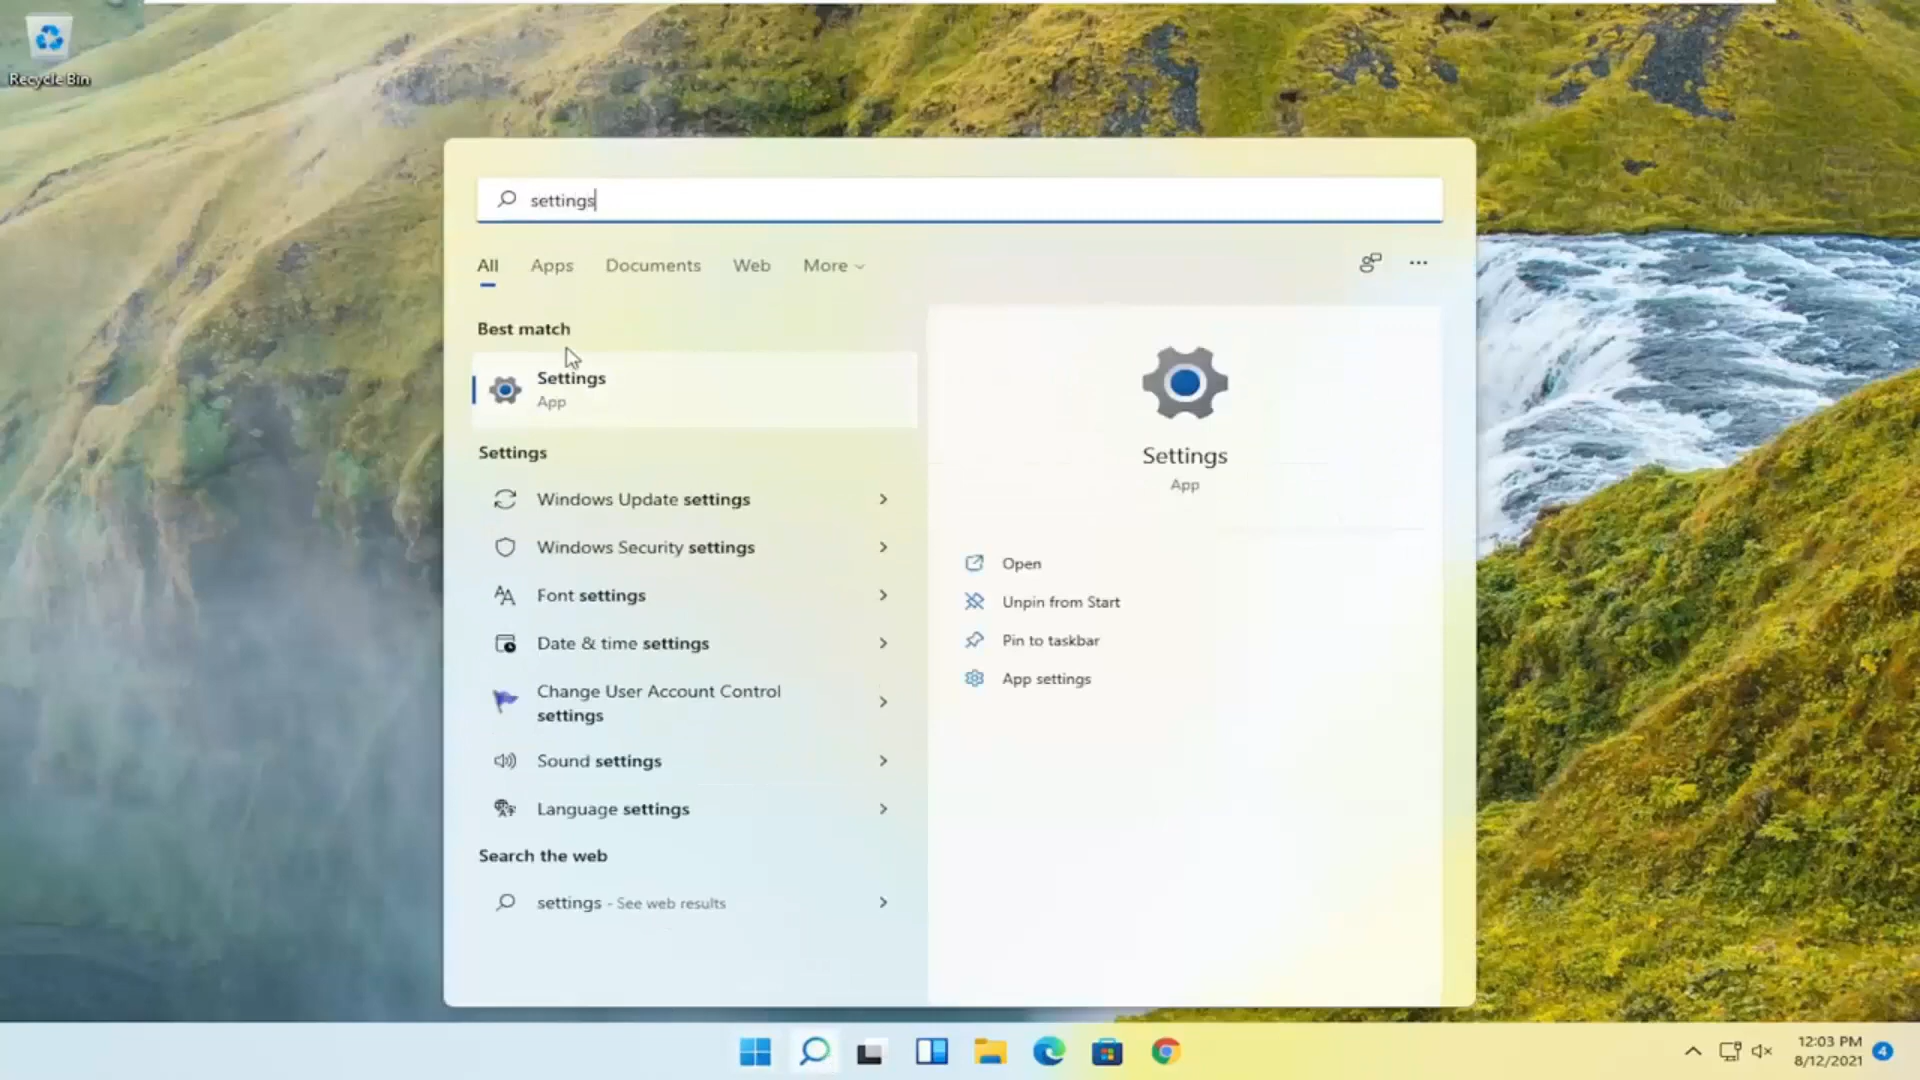 Recycle Bin
settings
All Apps Documents Web More
Best match
Settings
App
Settings
Windows Update settings
Windows Security settings
Font settings
Date & time settings
Change User Account Control
settings
Sound settings
Language settings
Search the web
settings - See web results
Settings
App
Open
Unpin from Start
Pin to taskbar
App settings
12:03 PM
8/12/2021
4